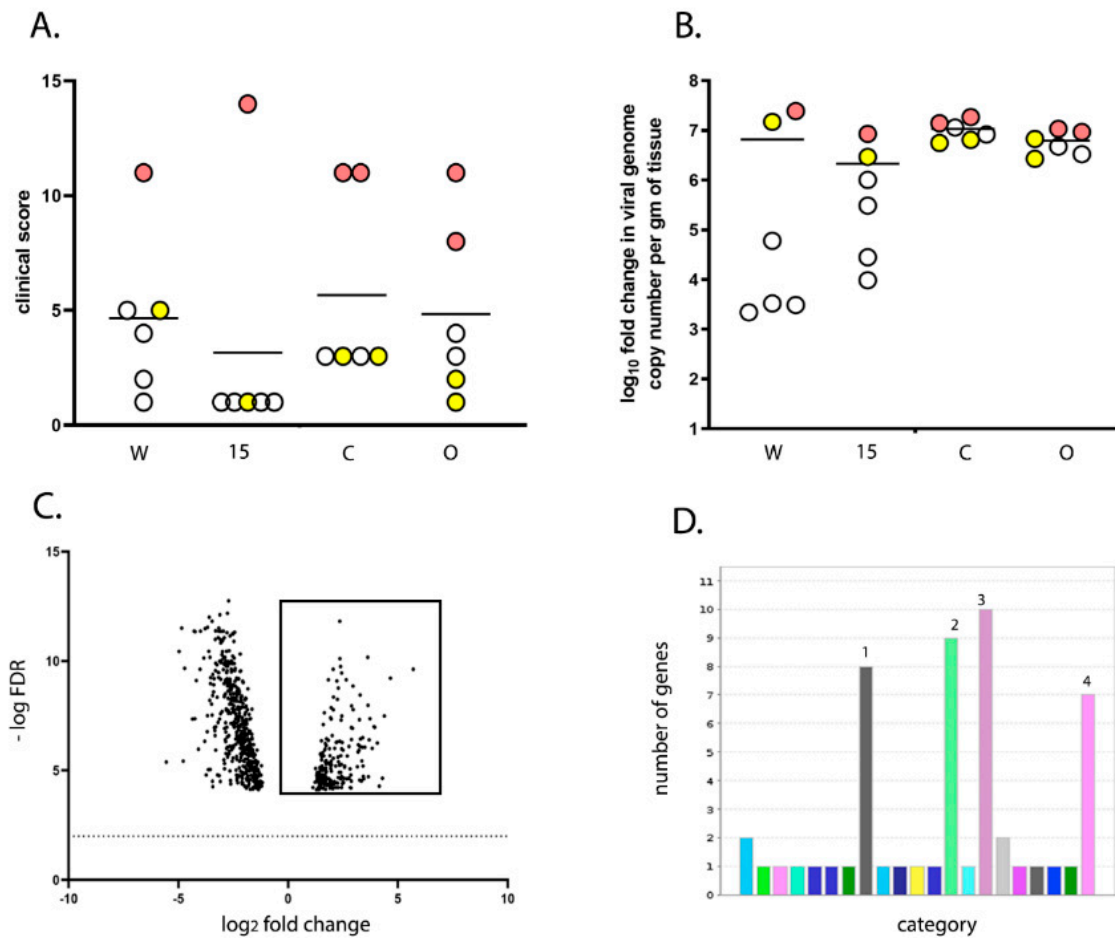 A.
15
10
5
0
clinical score
W 15 C O
B.
8
7
6
5
4
3
2
1
log10 fold change in viral genome
copy number per gm of tissue
W 15 C O
C.
15
10
5
0
- log FDR
-10 -5 0 5 10
log2 fold change
D.
11
10
9
8
7
6
5
4
3
2
1
0
number of genes
1 2 3 4
category